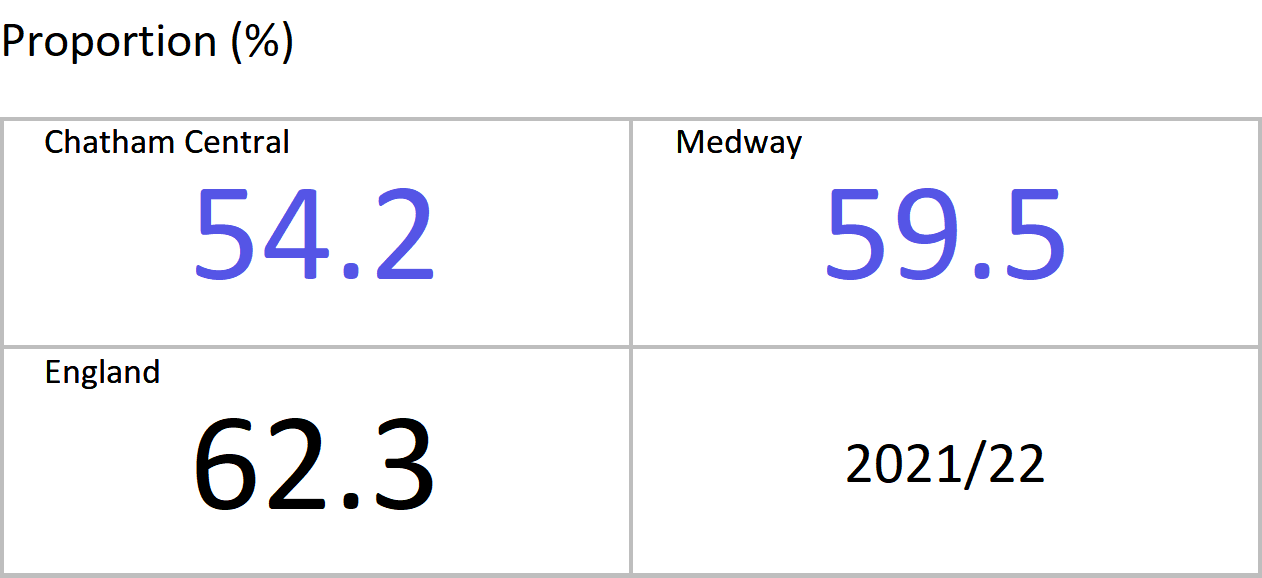 Proportion (%)
Chatham Central
54.2
Medway
59.5
England
62.3
2021/22